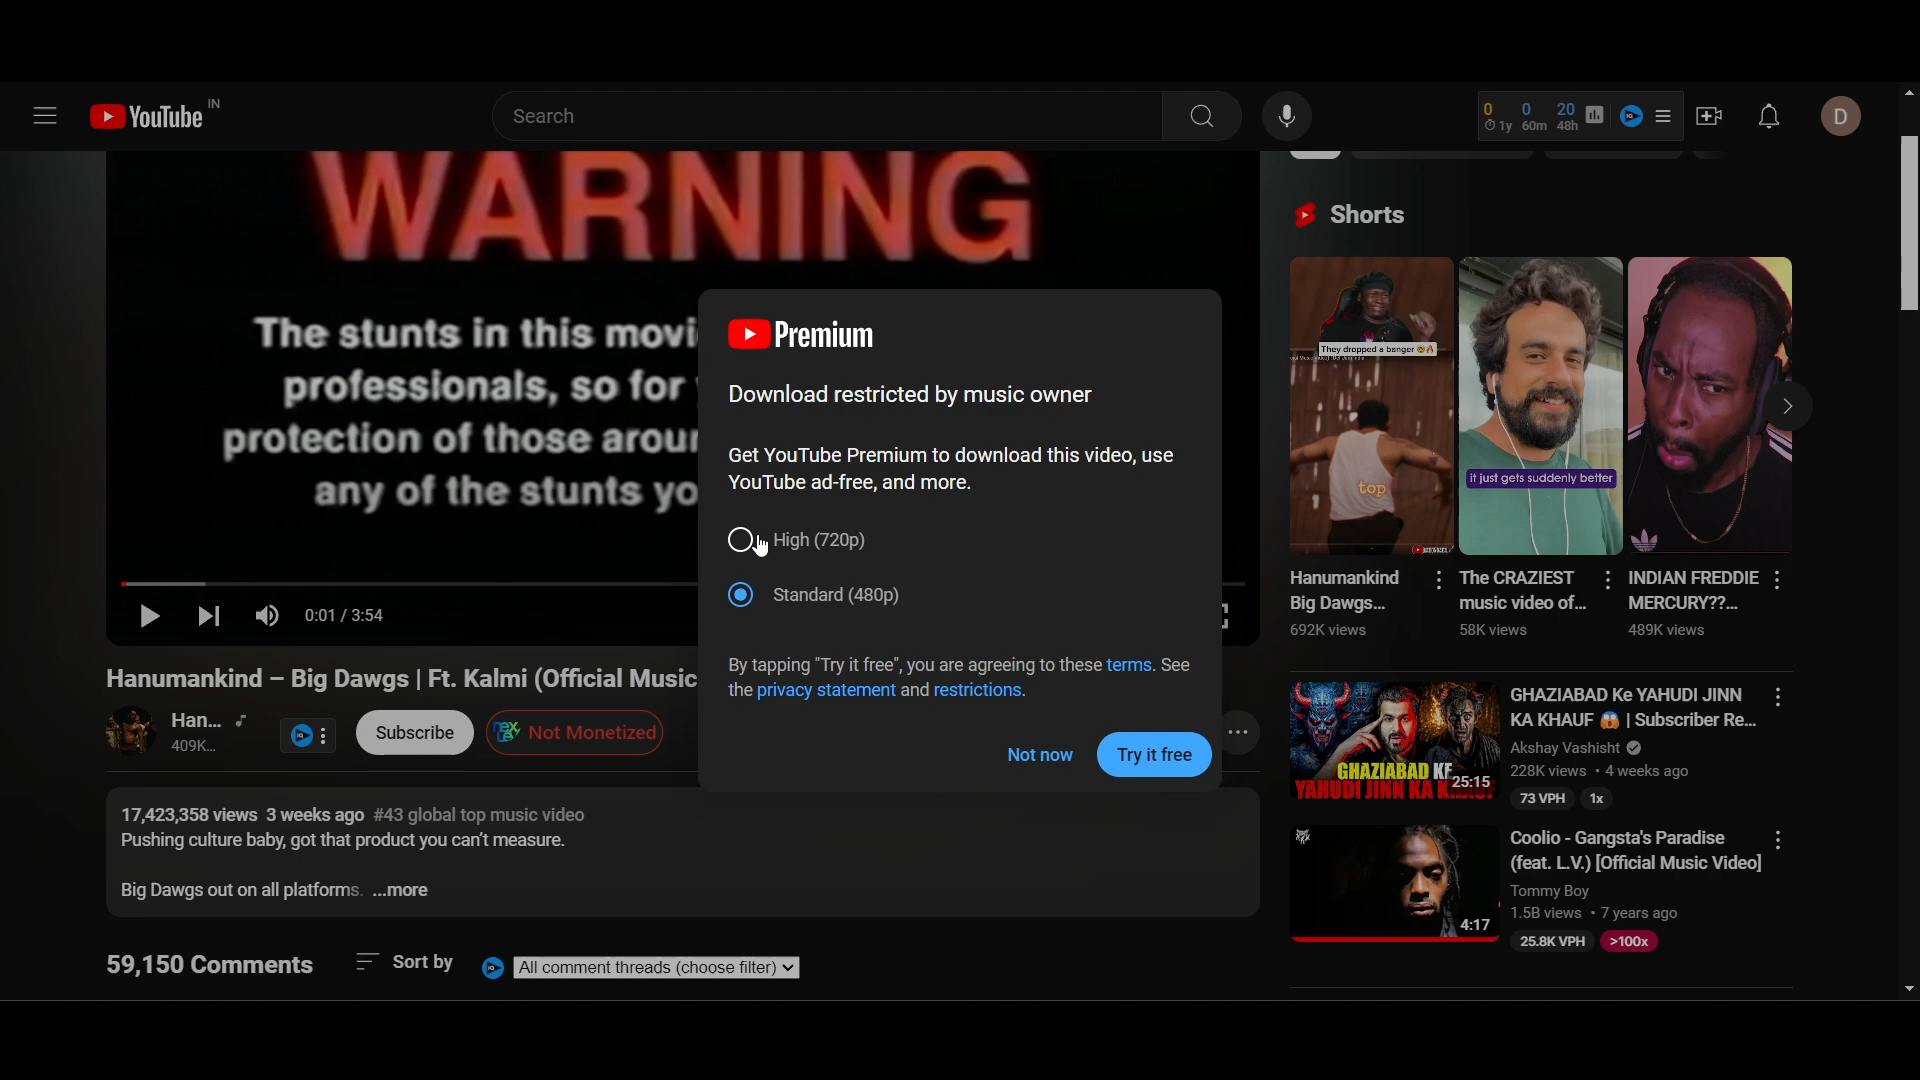 YouTube IN
Search
0 0 20
1y 60m 48h
D
WARNING
The stunts in this movi
professionals, so for
protection of those arour
any of the stunts yo
Premium
Download restricted by music owner
Get YouTube Premium to download this video, use
YouTube ad-free, and more.
High (720p)
Standard (480p)
By tapping "Try it free", you are agreeing to these terms. See
the privacy statement and restrictions.
Not now
Try it free
0:01 / 3:54
Hanumankind – Big Dawgs | Ft. Kalmi (Official Music
Han...
409K...
Subscribe
Not Monetized
17,423,358 views 3 weeks ago #43 global top music video
Pushing culture baby, got that product you can't measure.
Big Dawgs out on all platforms. ...more
59,150 Comments
Sort by
All comment threads (choose filter)
Shorts
They dropped a banger
top
Hanumankind
Big Dawgs...
692K views
it just gets suddenly better
The CRAZIEST
music video of...
58K views
INDIAN FREDDIE
MERCURY??...
489K views
GHAZIABAD KE
YAHUDI JINN KA KHAUF
25:15
GHAZIABAD Ke YAHUDI JINN
KA KHAUF 😱 | Subscriber Re...
Akshay Vashisht
228K views • 4 weeks ago
73 VPH 1x
4:17
Coolio - Gangsta's Paradise
(feat. L.V.) [Official Music Video]
Tommy Boy
1.5B views • 7 years ago
25.8K VPH >100x